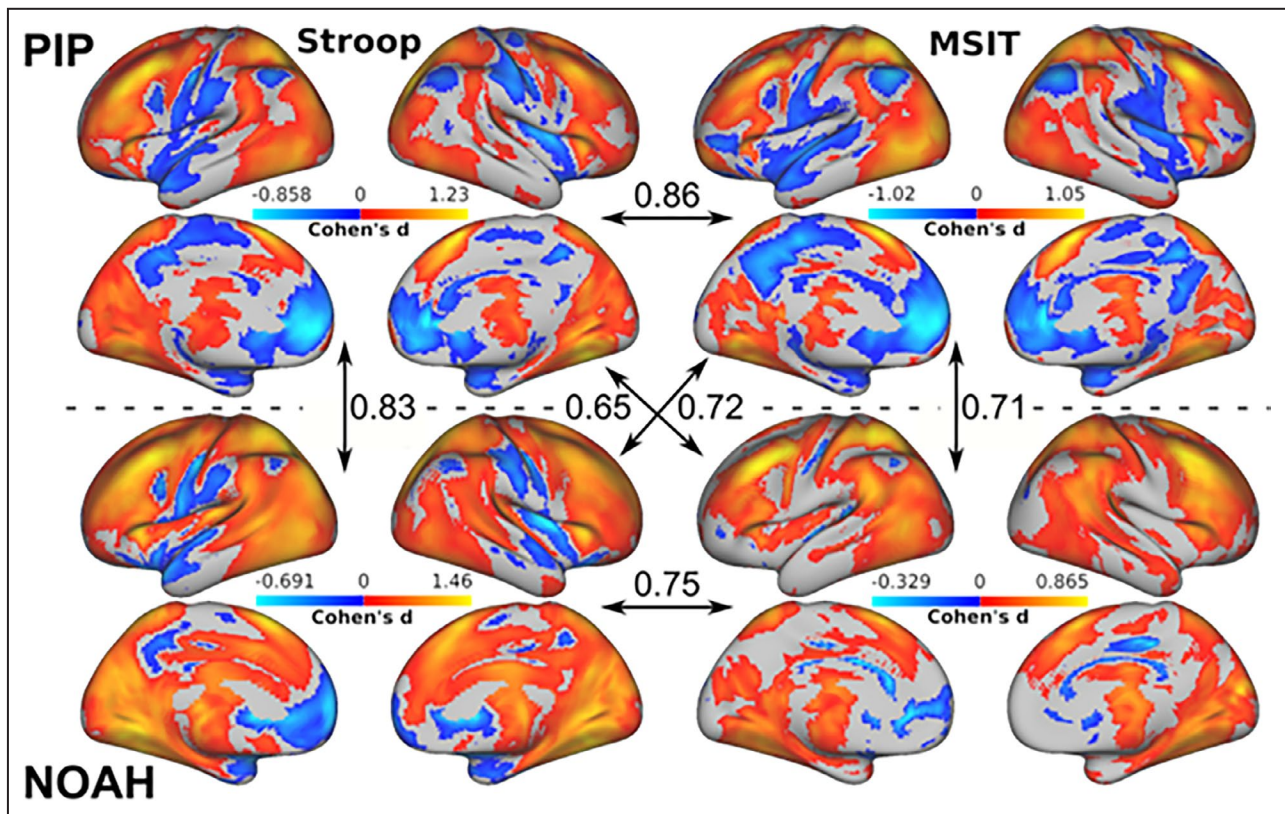 PIP Stroop MSIT
-0.858 0 1.23
Cohen's d
0.86
-1.02 0 1.05
Cohen's d
0.83
0.65
0.72
0.71
-0.691 0 1.46
Cohen's d
0.75
-0.329 0 0.865
Cohen's d
NOAH